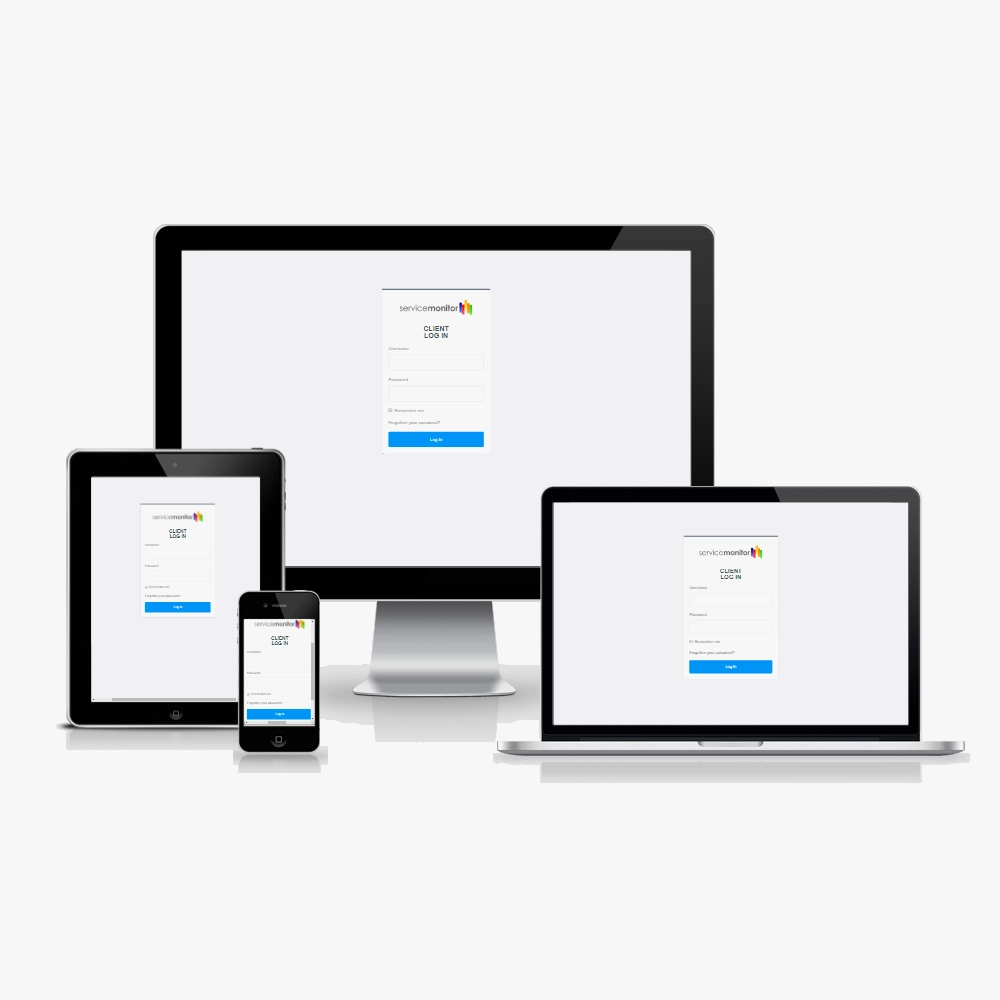 servicemonitor
CLIENT
LOG IN
Username
Password
Remember me
Forgotten your password?
Log In
servicemonitor
CLIENT
LOG IN
Username
Password
Remember me
Forgotten your password?
Log In
servicemonitor
CLIENT
LOG IN
Username
Password
Remember me
Forgotten your password?
Log In
servicemonitor
CLIENT
LOG IN
Username
Password
Remember me
Forgotten your password?
Log In